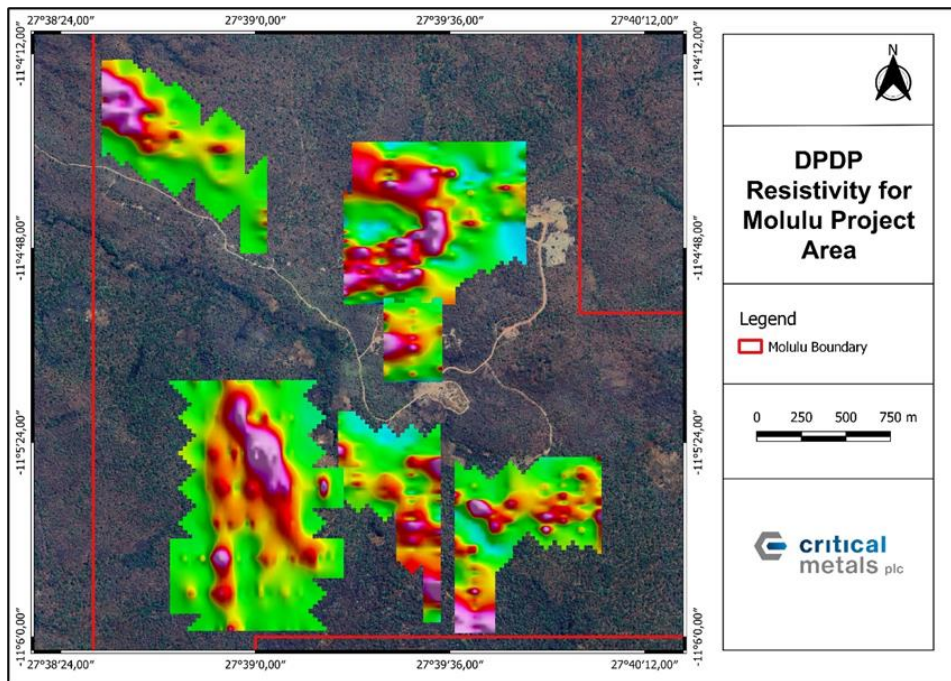 27°38′24,00″ 27°39′0,00″ 27°39′36,00″ 27°40′12,00″
-11°4′12,00″ -11°4′12,00″
-11°4′48,00″ -11°4′48,00″
-11°5′24,00″ -11°5′24,00″
-11°6′0,00″ -11°6′0,00″
27°38′24,00″ 27°39′0,00″ 27°39′36,00″ 27°40′12,00″
N
DPDP
Resistivity for
Molulu Project
Area
Legend
Molulu Boundary
0 250 500 750 m
critical
metals plc